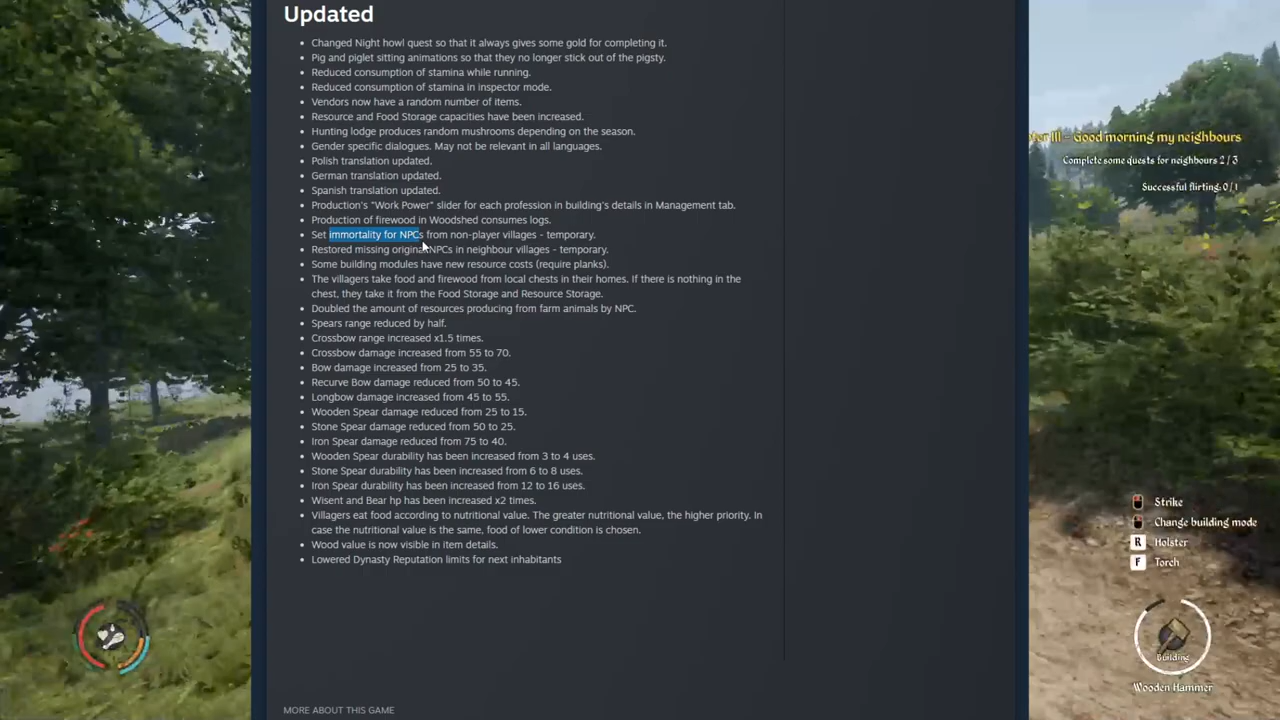 Updated
Changed Night howl quest so that it always gives some gold for completing it.
Pig and piglet sitting animations so that they no longer stick out of the pigsty.
Reduced consumption of stamina while running.
Reduced consumption of stamina in inspector mode.
Vendors now have a random number of items.
Resource and Food Storage capacities have been increased.
Hunting lodge produces random mushrooms depending on the season.
Gender specific dialogues. May not be relevant in all languages.
Polish translation updated.
German translation updated.
Spanish translation updated.
Production's "Work Power" slider for each profession in building's details in Management tab.
Production of firewood in Woodshed consumes logs.
Set immortality for NPCs from non-player villages - temporary.
Restored missing original NPCs in neighbour villages - temporary.
Some building modules have new resource costs (require planks).
The villagers take food and firewood from local chests in their homes. If there is nothing in the
chest, they take it from the Food Storage and Resource Storage.
Doubled the amount of resources producing from farm animals by NPC.
Spears range reduced by half.
Crossbow range increased x1.5 times.
Crossbow damage increased from 55 to 70.
Bow damage increased from 25 to 35.
Recurve Bow damage reduced from 50 to 45.
Longbow damage increased from 45 to 55.
Wooden Spear damage reduced from 25 to 15.
Stone Spear damage reduced from 50 to 25.
Iron Spear damage reduced from 75 to 40.
Wooden Spear durability has been increased from 3 to 4 uses.
Stone Spear durability has been increased from 6 to 8 uses.
Iron Spear durability has been increased from 12 to 16 uses.
Wisent and Bear hp has been increased x2 times.
Villagers eat food according to nutritional value. The greater nutritional value, the higher priority. In
case the nutritional value is the same, food of lower condition is chosen.
Wood value is now visible in item details.
Lowered Dynasty Reputation limits for next inhabitants
MORE ABOUT THIS GAME
III - Good morning my neighbours
Complete some quests for neighbours 2 / 3
Successful flirting: 0 / 1
Strike
Change building mode
R Holster
F Torch
Building
Wooden Hammer